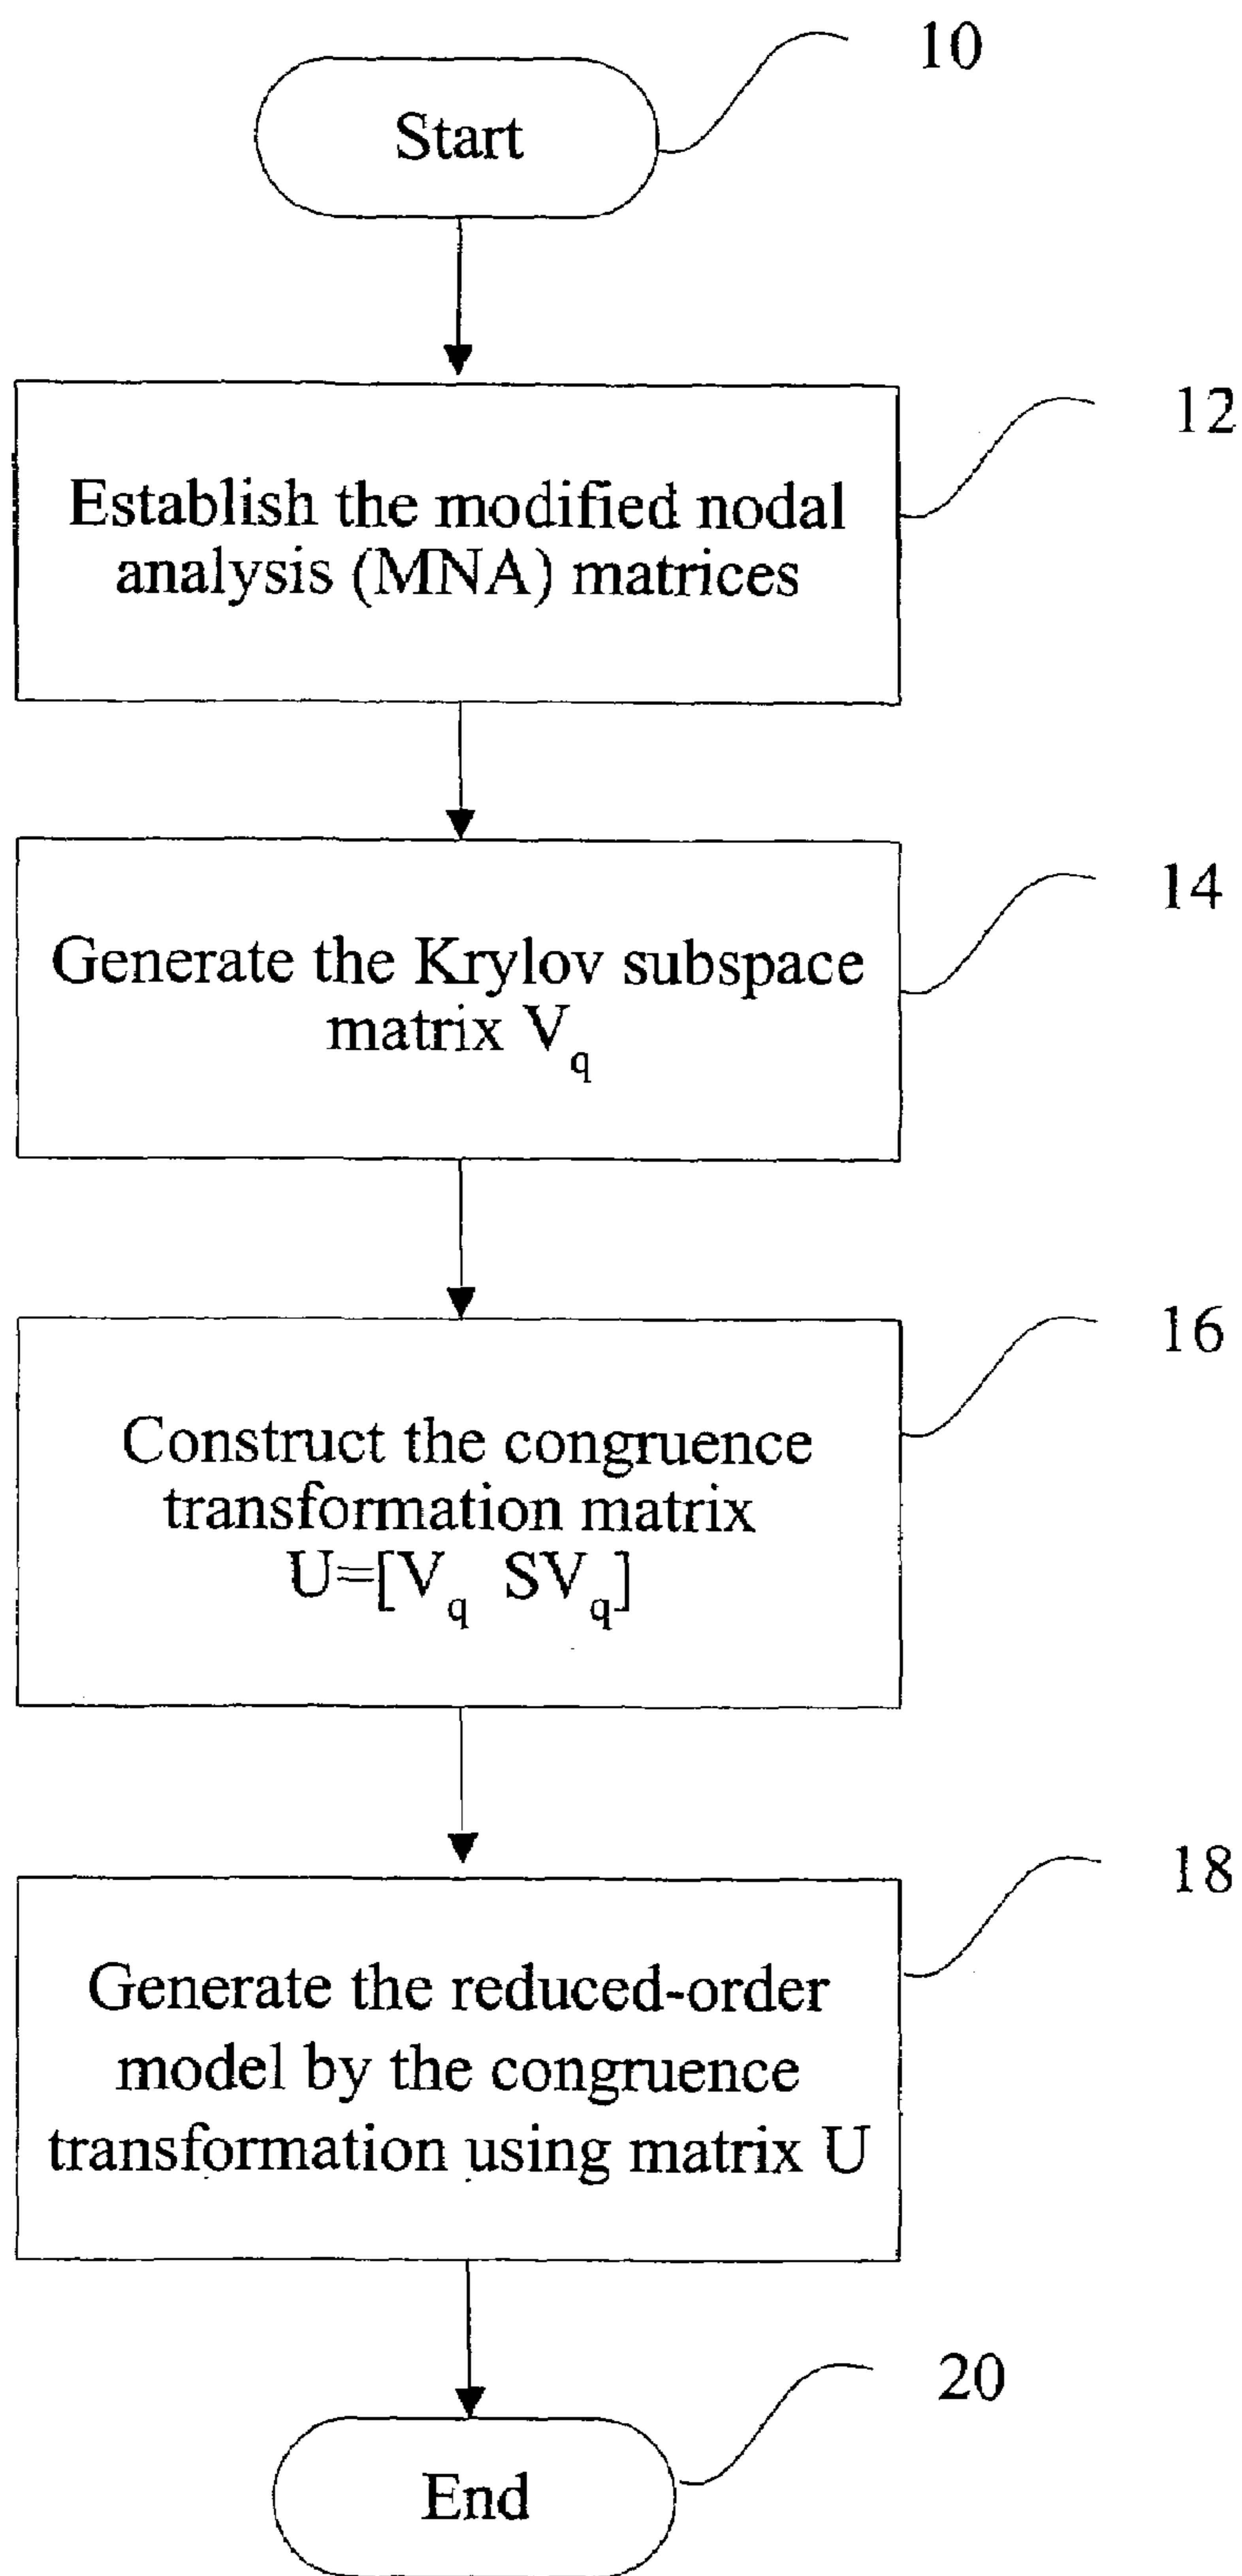 Start
10
Establish the modified nodal
analysis (MNA) matrices
12
Generate the Krylov subspace
matrix V_q
14
Construct the congruence
transformation matrix
U=[V_q SV_q]
16
Generate the reduced-order
model by the congruence
transformation using matrix U
18
End
20